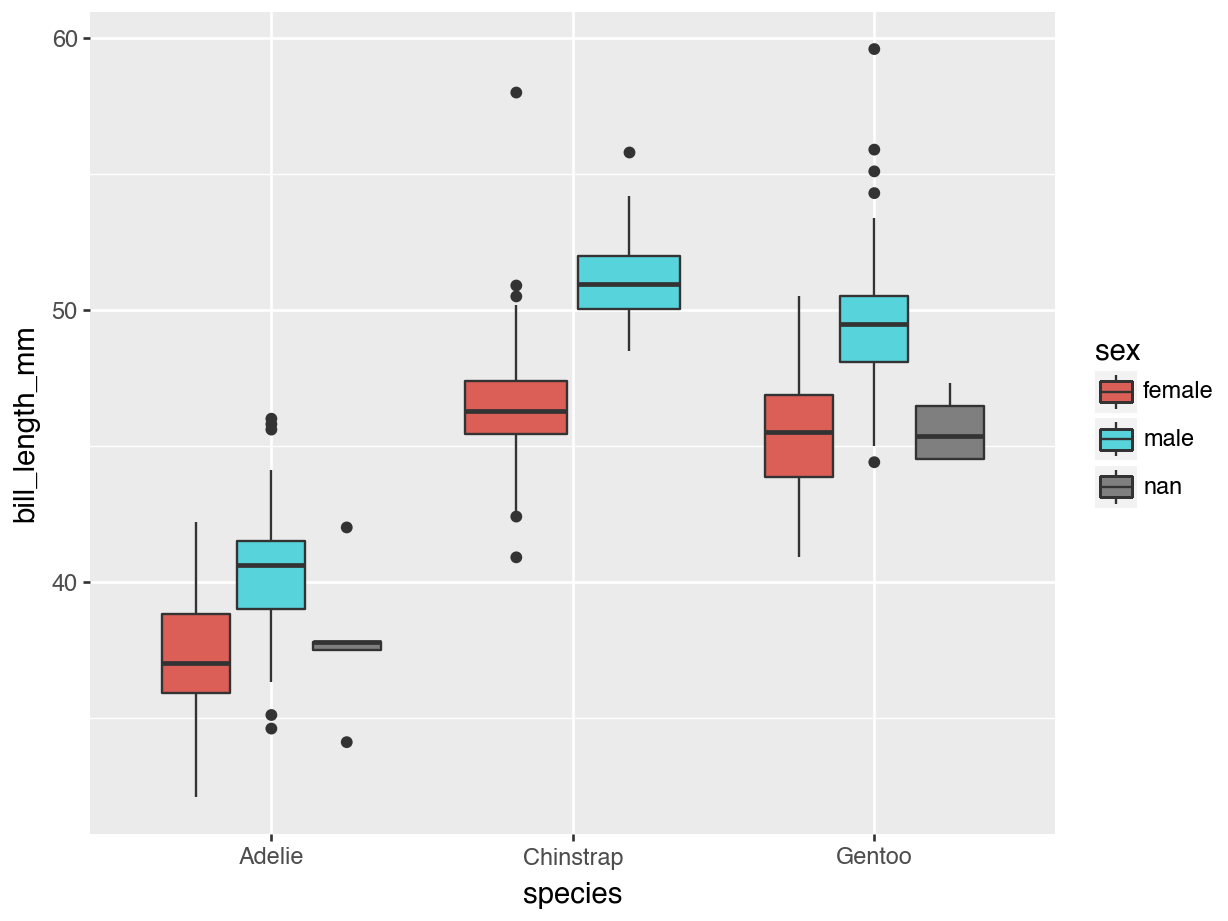 60
50
40
bill_length_mm
Adelie
Chinstrap
Gentoo
species
sex
female
male
nan